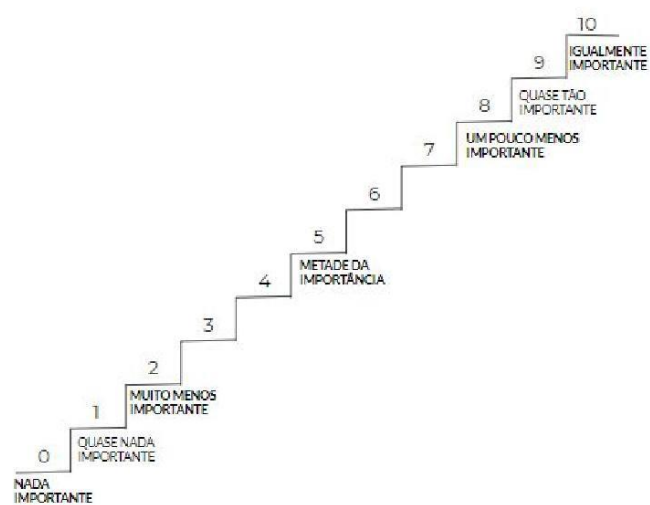 10
IGUALMENTE
IMPORTANTE
9
QUASE TÃO
IMPORTANTE
8
UM POUCO MENOS
IMPORTANTE
7
6
5
METADE DA
IMPORTÂNCIA
4
3
2
MUITO MENOS
IMPORTANTE
1
QUASE NADA
IMPORTANTE
0
NADA
IMPORTANTE